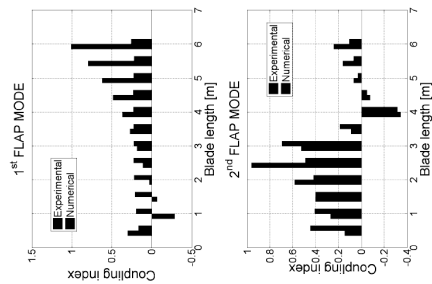 1st FLAP MODE
Experimental
Numerical
Coupling index
1.5
1
0.5
0
-0.5
0
1
2
3
4
5
6
7
Blade length [m]
2nd FLAP MODE
Experimental
Numerical
Coupling index
1
0.8
0.6
0.4
0.2
0
-0.2
-0.4
0
1
2
3
4
5
6
7
Blade length [m]